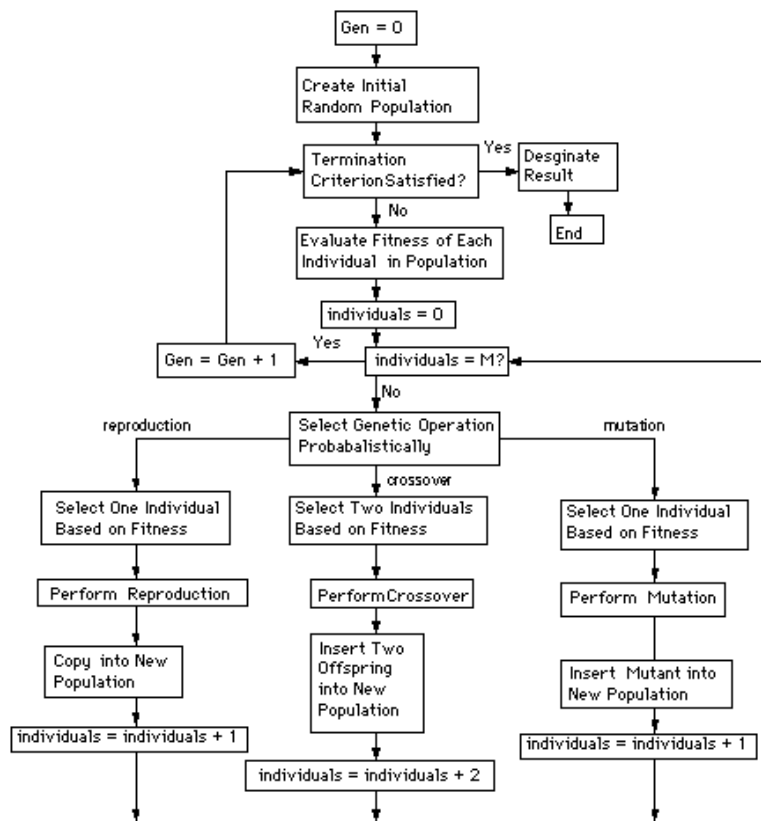 Gen = 0
Create Initial
Random Population
Termination
CriterionSatisfied?
Yes
Desginate
Result
End
No
Evaluate Fitness of Each
Individual in Population
individuals = 0
Yes
Gen = Gen + 1
individuals = M?
No
reproduction
Select Genetic Operation
Probabalistically
mutation
crossover
Select One Individual
Based on Fitness
Select Two Individuals
Based on Fitness
Select One Individual
Based on Fitness
Perform Reproduction
PerformCrossover
Perform Mutation
Copy into New
Population
Insert Two
Offspring
into New
Population
Insert Mutant into
New Population
individuals = individuals + 1
individuals = individuals + 2
individuals = individuals + 1